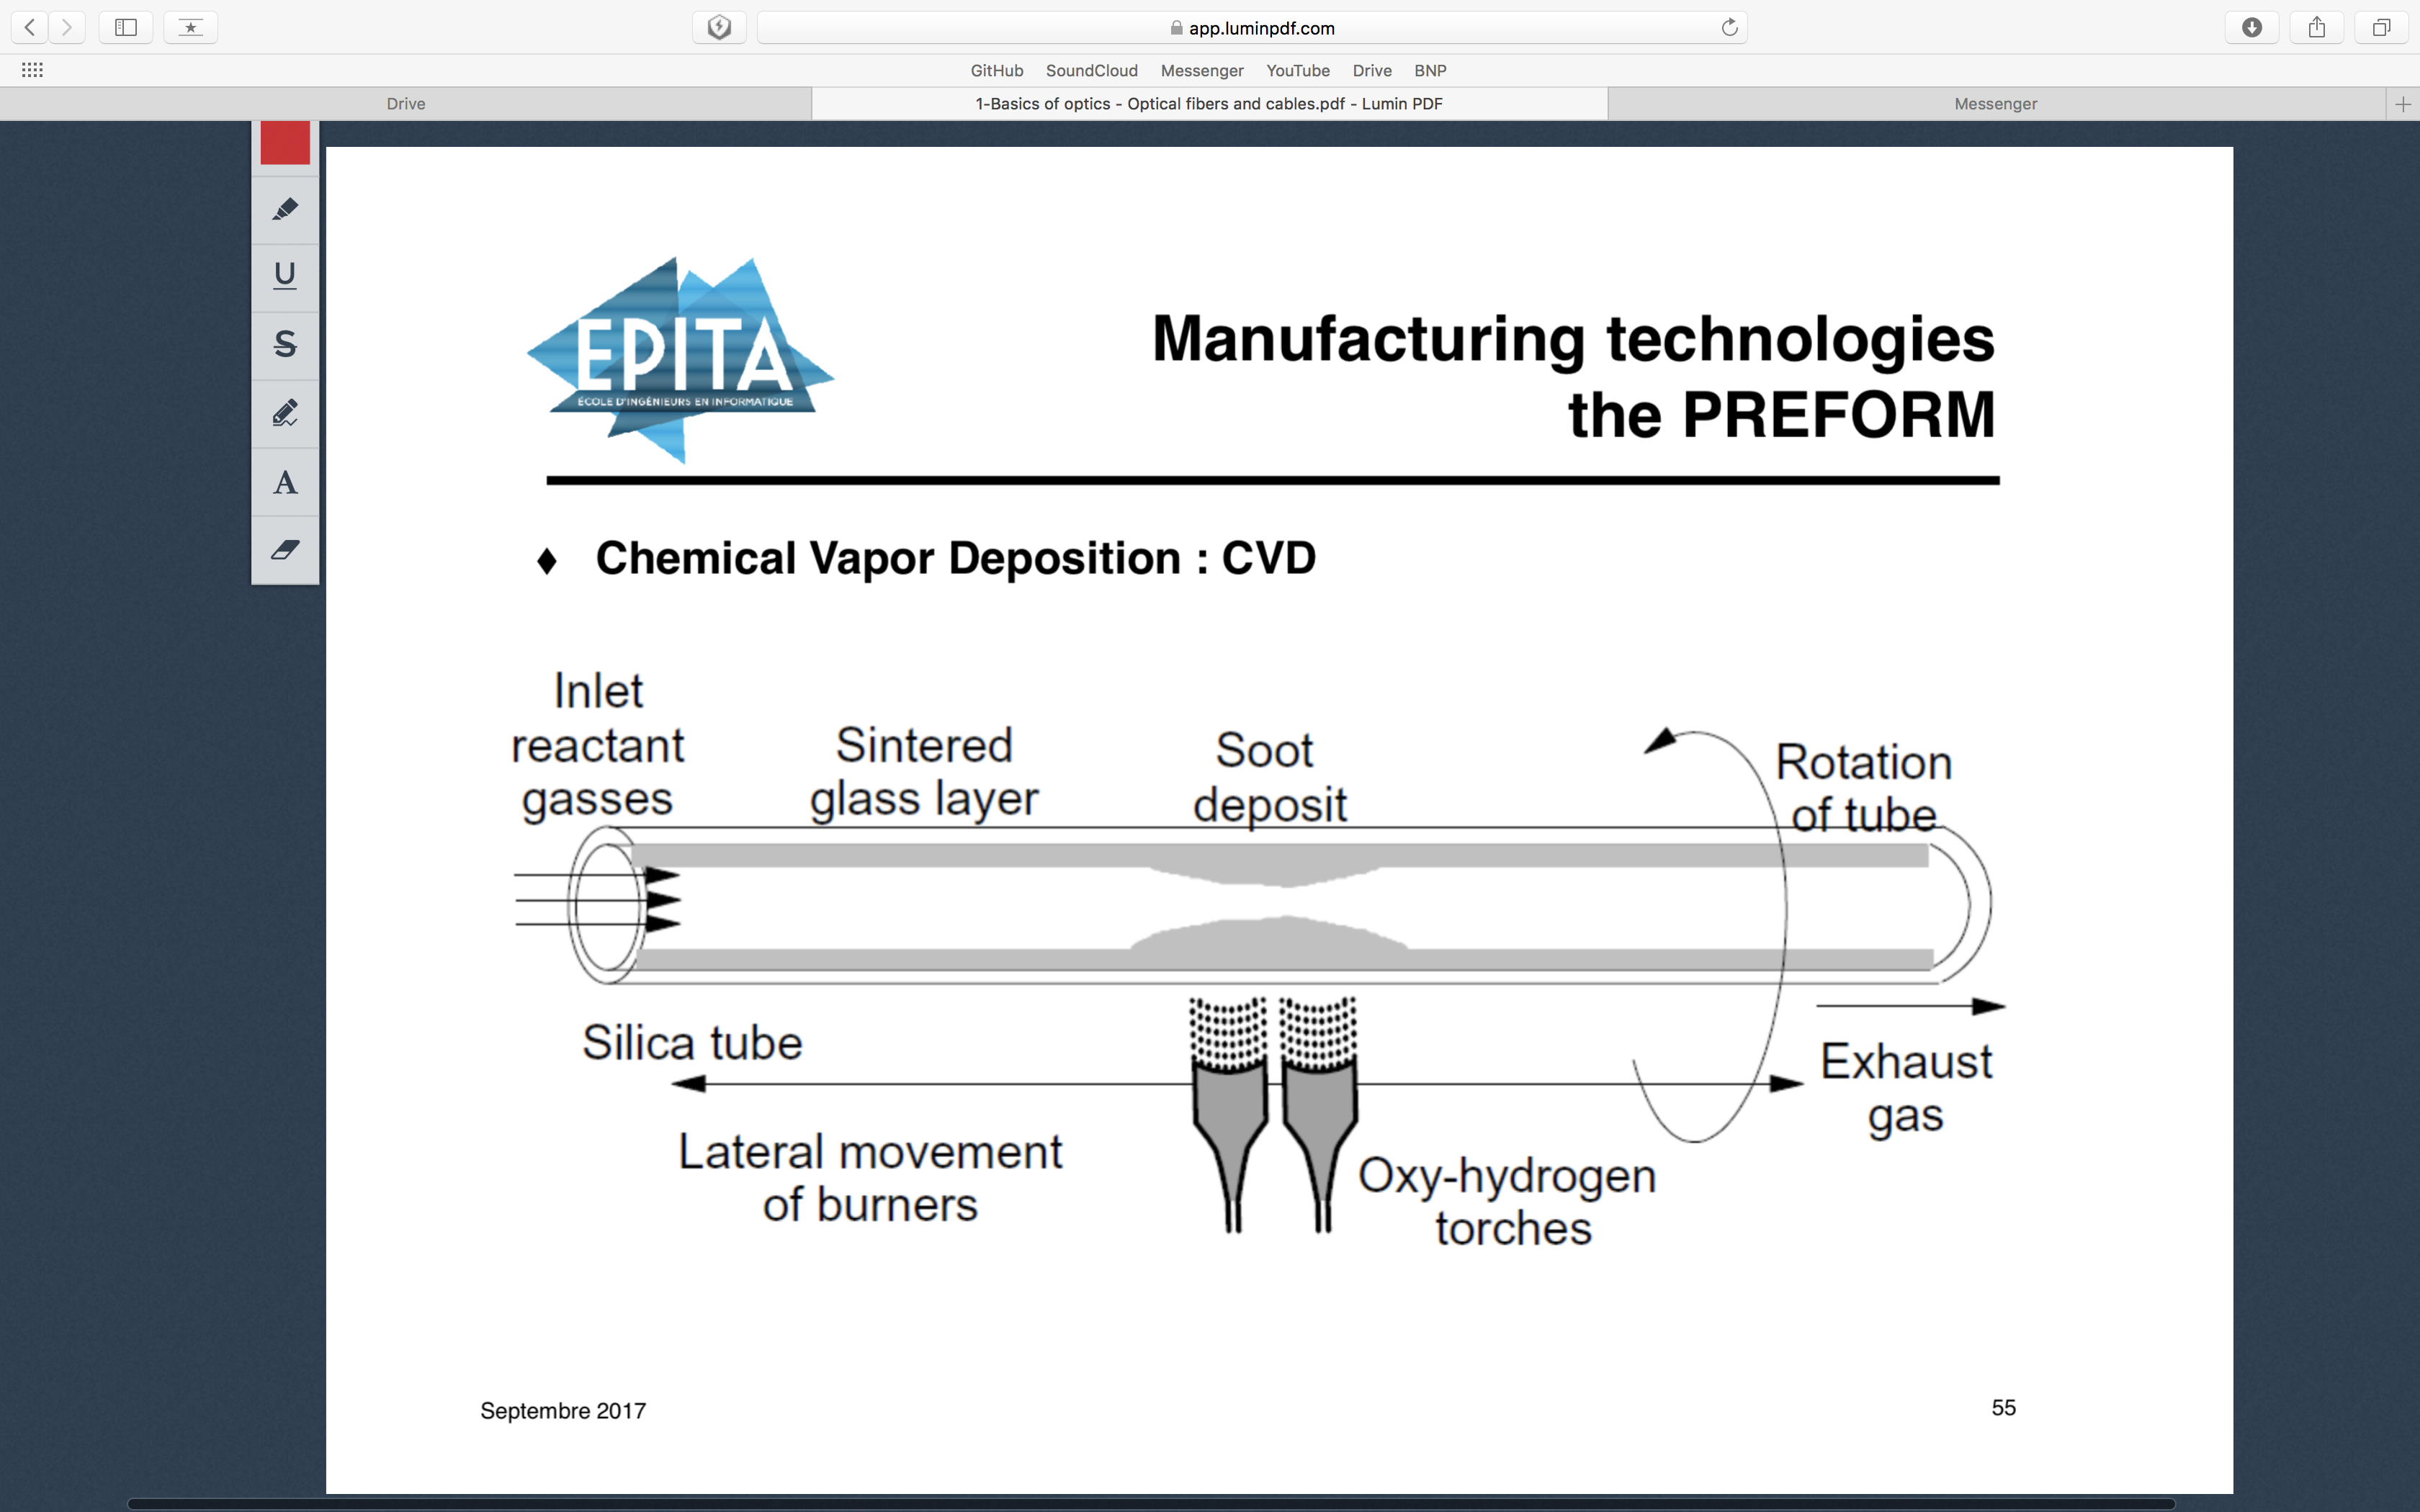 app.luminpdf.com
GitHub SoundCloud Messenger YouTube Drive BNP
Drive
1-Basics of optics - Optical fibers and cables.pdf - Lumin PDF
Messenger
U
S
A
EPITA
ÉCOLE D'INGÉNIEURS EN INFORMATIQUE
Manufacturing technologies
the PREFORM
Chemical Vapor Deposition : CVD
Inlet
reactant
gasses
Sintered
glass layer
Soot
deposit
Rotation
of tube
Silica tube
Lateral movement
of burners
Oxy-hydrogen
torches
Exhaust
gas
Septembre 2017
55